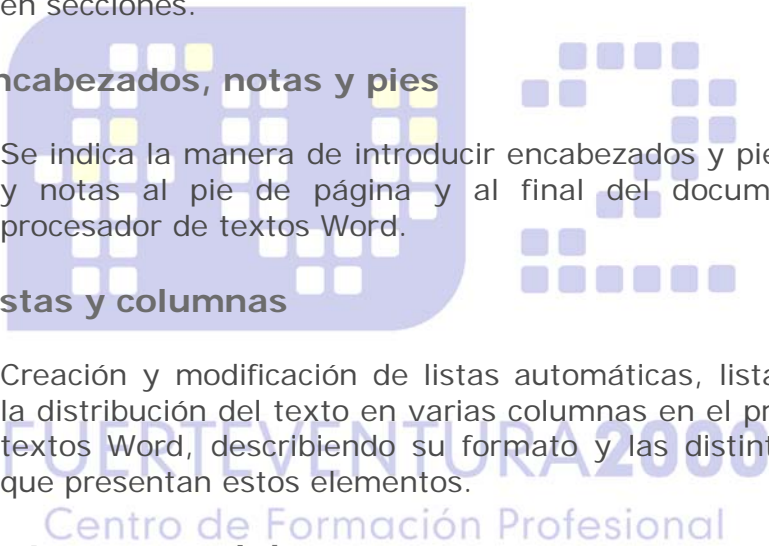 en secciones.
ncabezados, notas y pies
Se indica la manera de introducir encabezados y pie
y notas al pie de página y al final del docum
procesador de textos Word.
stas y columnas
Creación y modificación de listas automáticas, lista
la distribución del texto en varias columnas en el pr
textos Word, describiendo su formato y las distint
que presentan estos elementos.
FUERTEVENTURA2000
Centro de Formación Profesional